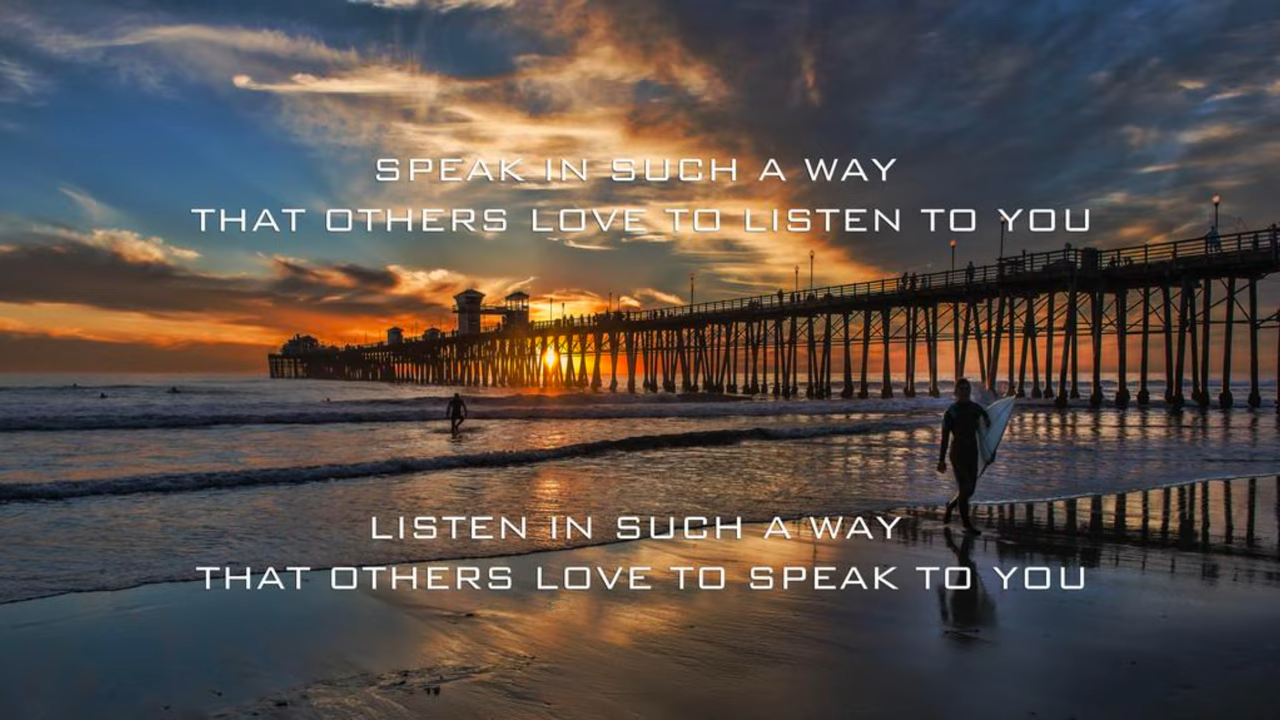 SPEAK IN SUCH A WAY
THAT OTHERS LOVE TO LISTEN TO YOU
LISTEN IN SUCH A WAY
THAT OTHERS LOVE TO SPEAK TO YOU